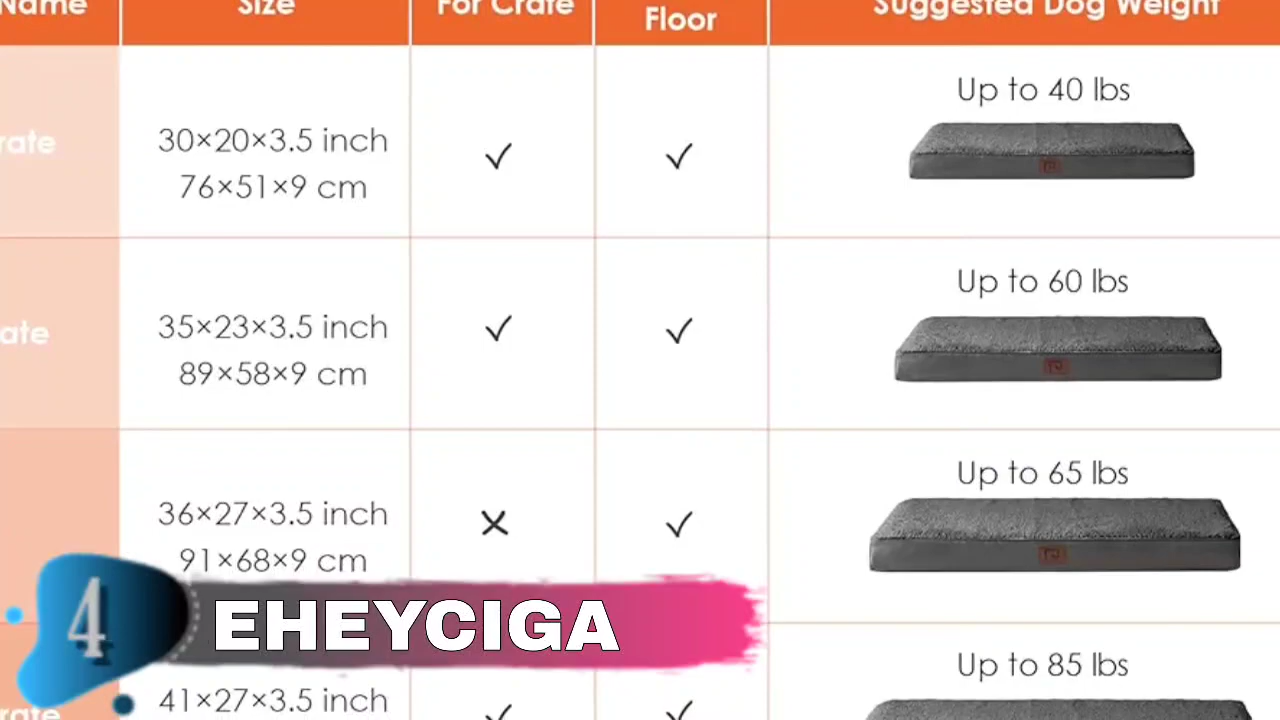 Name Size For Crate Floor Suggested Dog Weight
rate 30×20×3.5 inch 76×51×9 cm ✓ ✓ Up to 40 lbs
ate 35×23×3.5 inch 89×58×9 cm ✓ ✓ Up to 60 lbs
36×27×3.5 inch 91×68×9 cm × ✓ Up to 65 lbs
4 EHEYCIGA
rate 41×27×3.5 inch ✓ ✓ Up to 85 lbs